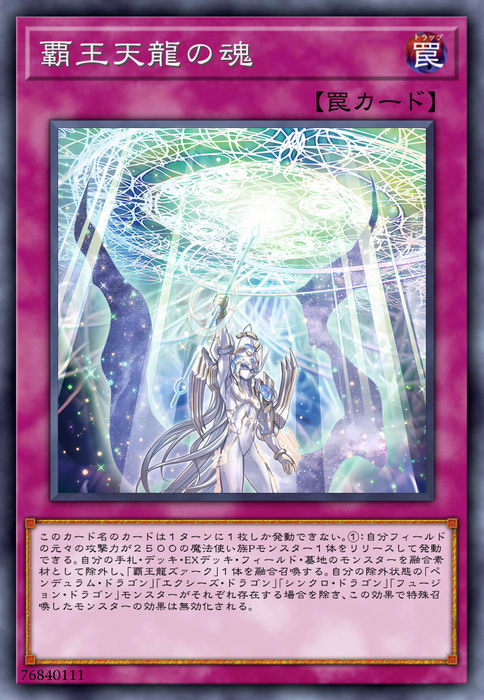 覇王天龍の魂
トラップ
罠
【罠カード】
このカード名のカードは１ターンに１枚しか発動できない。①：自分フィールド
の元々の攻撃力が２５００の魔法使い族Pモンスター１体をリリースして発動
できる。自分の手札・デッキ・EXデッキ・フィールド・墓地のモンスターを融合素
材として除外し、「覇王龍ズァーク」１体を融合召喚する。自分の除外状態の「ペ
ンデュラム・ドラゴン」「エクシーズ・ドラゴン」「シンクロ・ドラゴン」「フュージ
ョン・ドラゴン」モンスターがそれぞれ存在する場合を除き、この効果で特殊召
喚したモンスターの効果は無効化される。
76840111